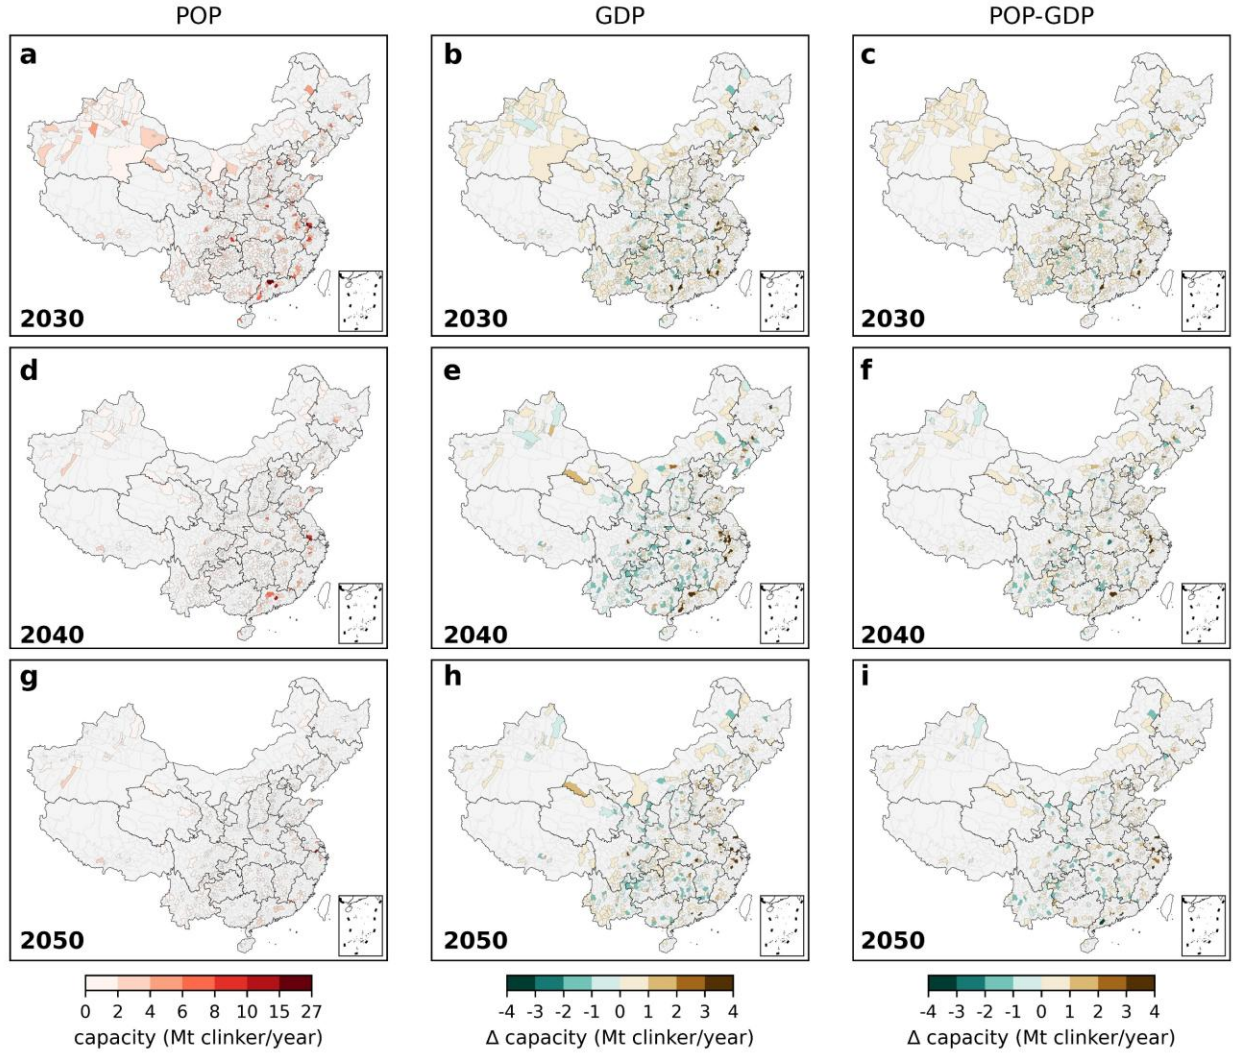 POP GDP POP-GDP
a b c
2030 2030 2030
d e f
2040 2040 2040
g h i
2050 2050 2050
0 2 4 6 8 10 15 27 -4 -3 -2 -1 0 1 2 3 4 -4 -3 -2 -1 0 1 2 3 4
capacity (Mt clinker/year) Δ capacity (Mt clinker/year) Δ capacity (Mt clinker/year)